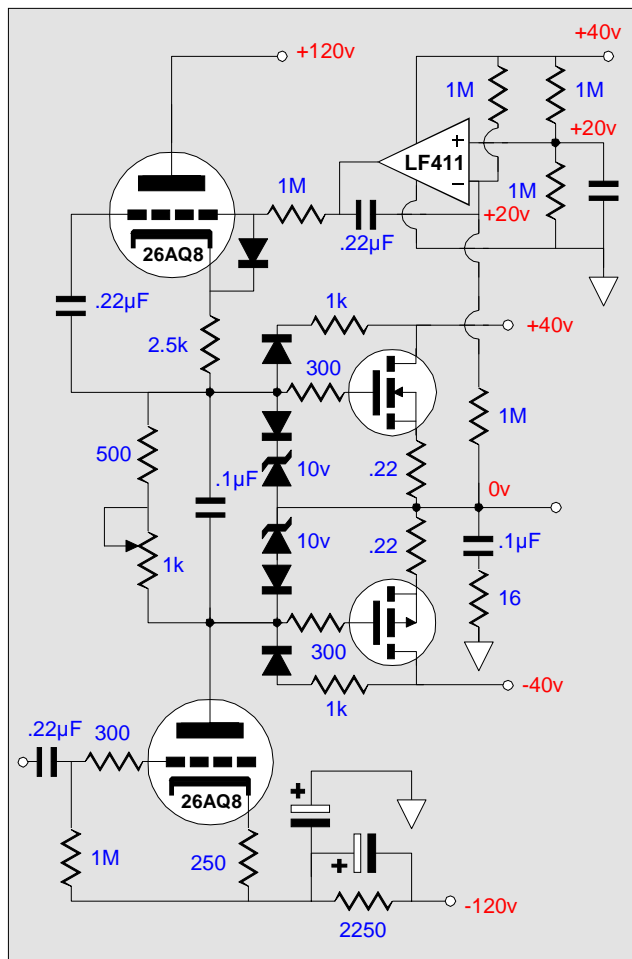 +40v
+120v
1M
1M
+20v
+
LF411
−
1M
+20v
1M
.22µF
26AQ8
.22µF
1k
+40v
2.5k
300
1M
500
10v
.22
.1µF
0v
10v
.22
.1µF
1k
16
300
-40v
1k
.22µF
300
26AQ8
+
1M
250
+
-120v
2250